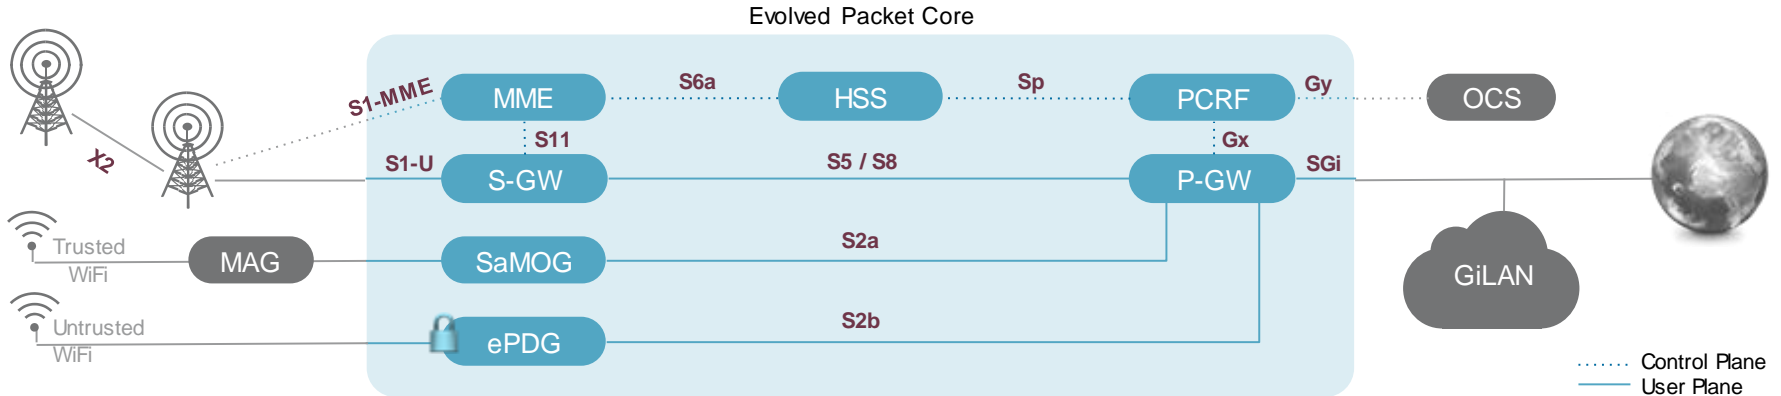 Evolved Packet Core
S1-MME
MME
S6a
HSS
Sp
PCRF
Gy
OCS
X2
S11
Gx
S1-U
S-GW
S5 / S8
P-GW
SGi
Trusted
WiFi
MAG
SaMOG
S2a
GiLAN
Untrusted
WiFi
ePDG
S2b
Control Plane
User Plane